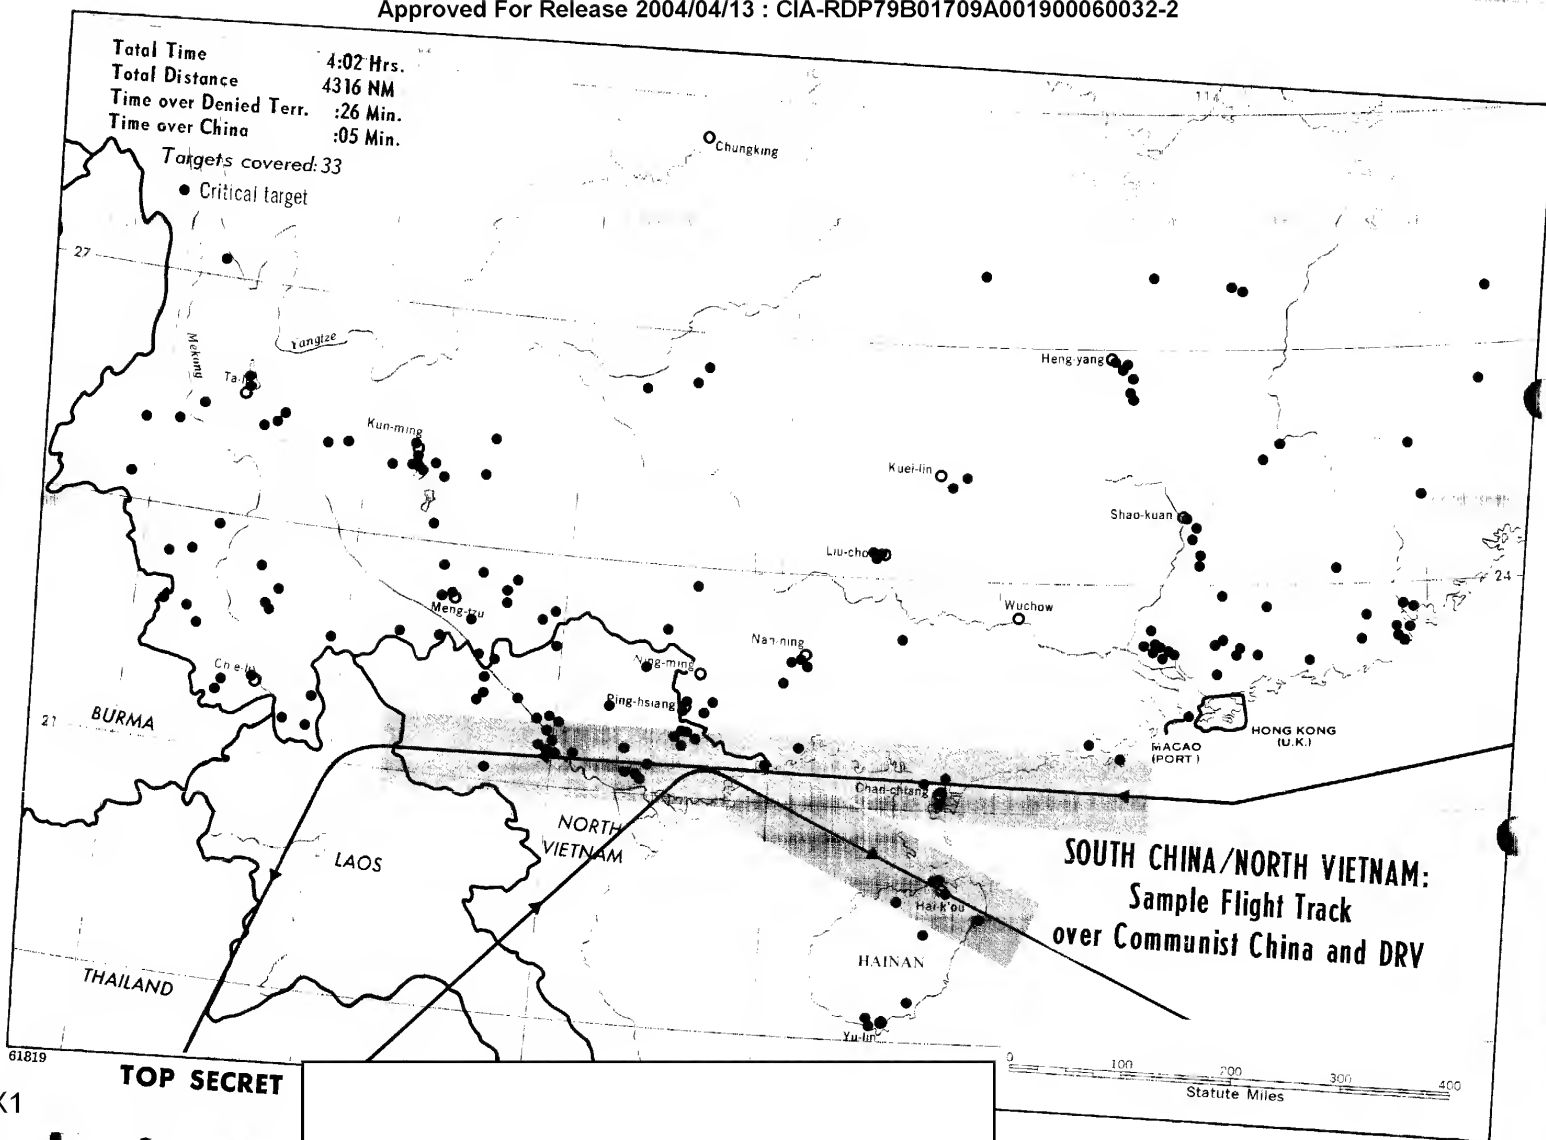 Approved For Release 2004/04/13 : CIA-RDP79B01709A001900060032-2
Total Time 4:02 Hrs.
Total Distance 4316 NM
Time over Denied Terr. :26 Min.
Time over China :05 Min.
Targets covered: 33
Critical target
114
Chungking
27
Mekong
Yangtze
Heng-yang
Kun-ming
Kuei-lin
Shao-kuan
24
Meng-tzu
Wuchow
Nan-ning
Ning-ming
Ping-hsiang
21
BURMA
HONG KONG
(U.K.)
MACAO
(PORT)
Chan-chiang
NORTH
VIETNAM
LAOS
SOUTH CHINA/NORTH VIETNAM:
Sample Flight Track
over Communist China and DRV
Hai-k'ou
HAINAN
THAILAND
Yu-lin
61819
TOP SECRET
0 100 200 300 400
Statute Miles
X1